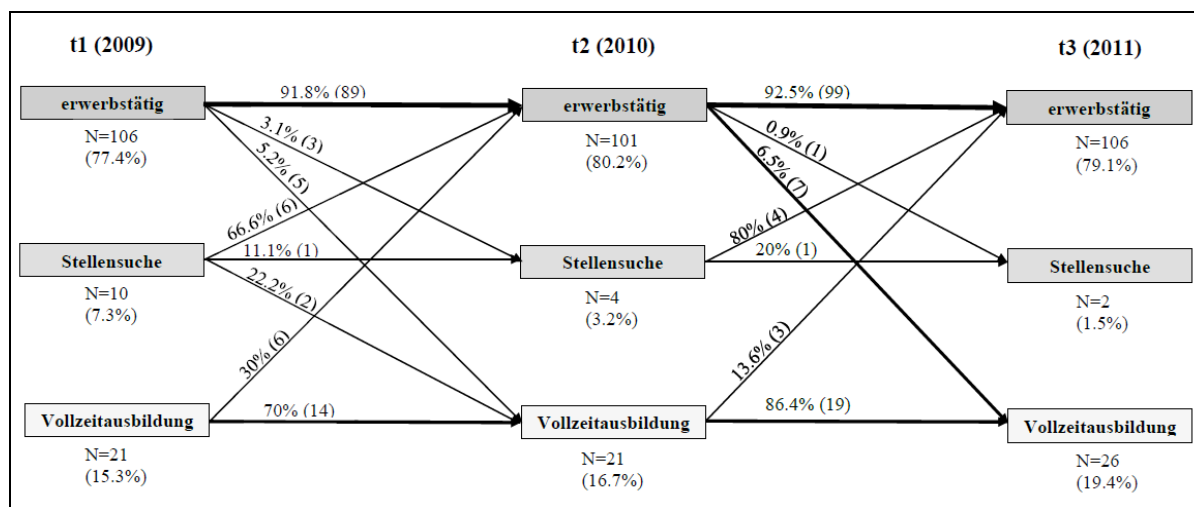 t1 (2009)
t2 (2010)
t3 (2011)
erwerbstätig
91.8% (89)
erwerbstätig
92.5% (99)
erwerbstätig
N=106
(77.4%)
3.1% (3)
5.2% (5)
N=101
(80.2%)
0.9% (1)
6.5% (7)
N=106
(79.1%)
66.6% (6)
80% (4)
Stellensuche
11.1% (1)
Stellensuche
20% (1)
Stellensuche
N=10
(7.3%)
22.2% (2)
N=4
(3.2%)
N=2
(1.5%)
30% (6)
13.6% (3)
Vollzeitausbildung
70% (14)
Vollzeitausbildung
86.4% (19)
Vollzeitausbildung
N=21
(15.3%)
N=21
(16.7%)
N=26
(19.4%)